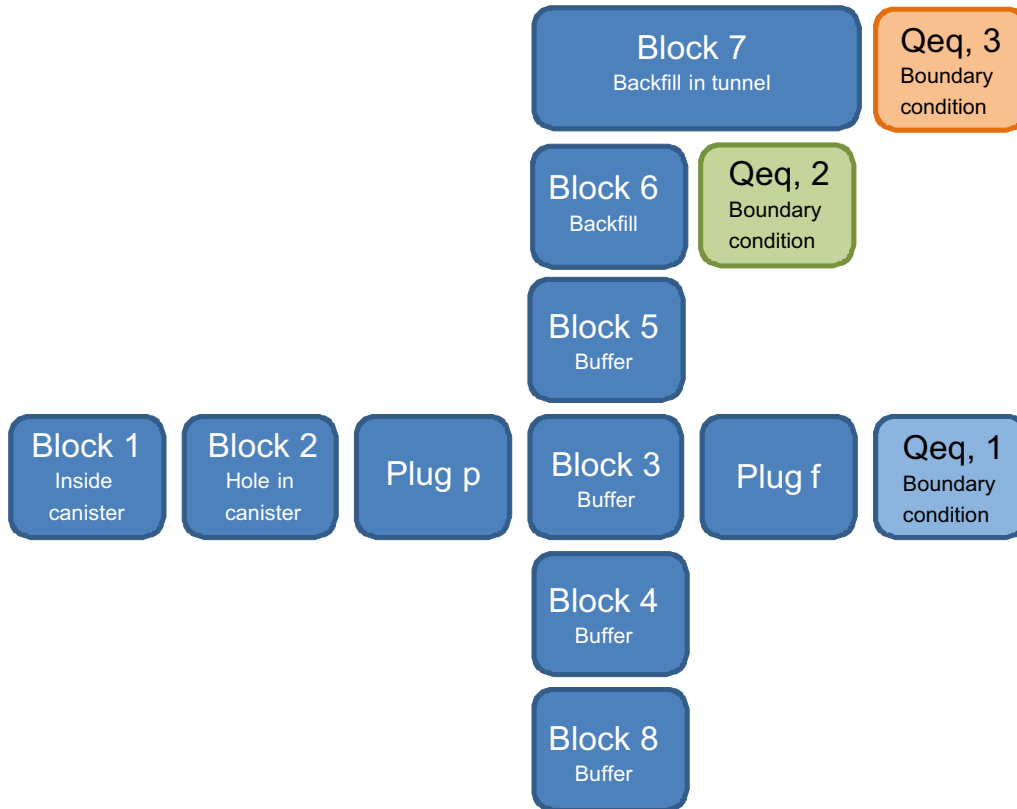 Block 7
Backfill in tunnel
Qeq, 3
Boundary
condition
Block 6
Backfill
Qeq, 2
Boundary
condition
Block 5
Buffer
Block 1
Inside
canister
Block 2
Hole in
canister
Plug p
Block 3
Buffer
Plug f
Qeq, 1
Boundary
condition
Block 4
Buffer
Block 8
Buffer